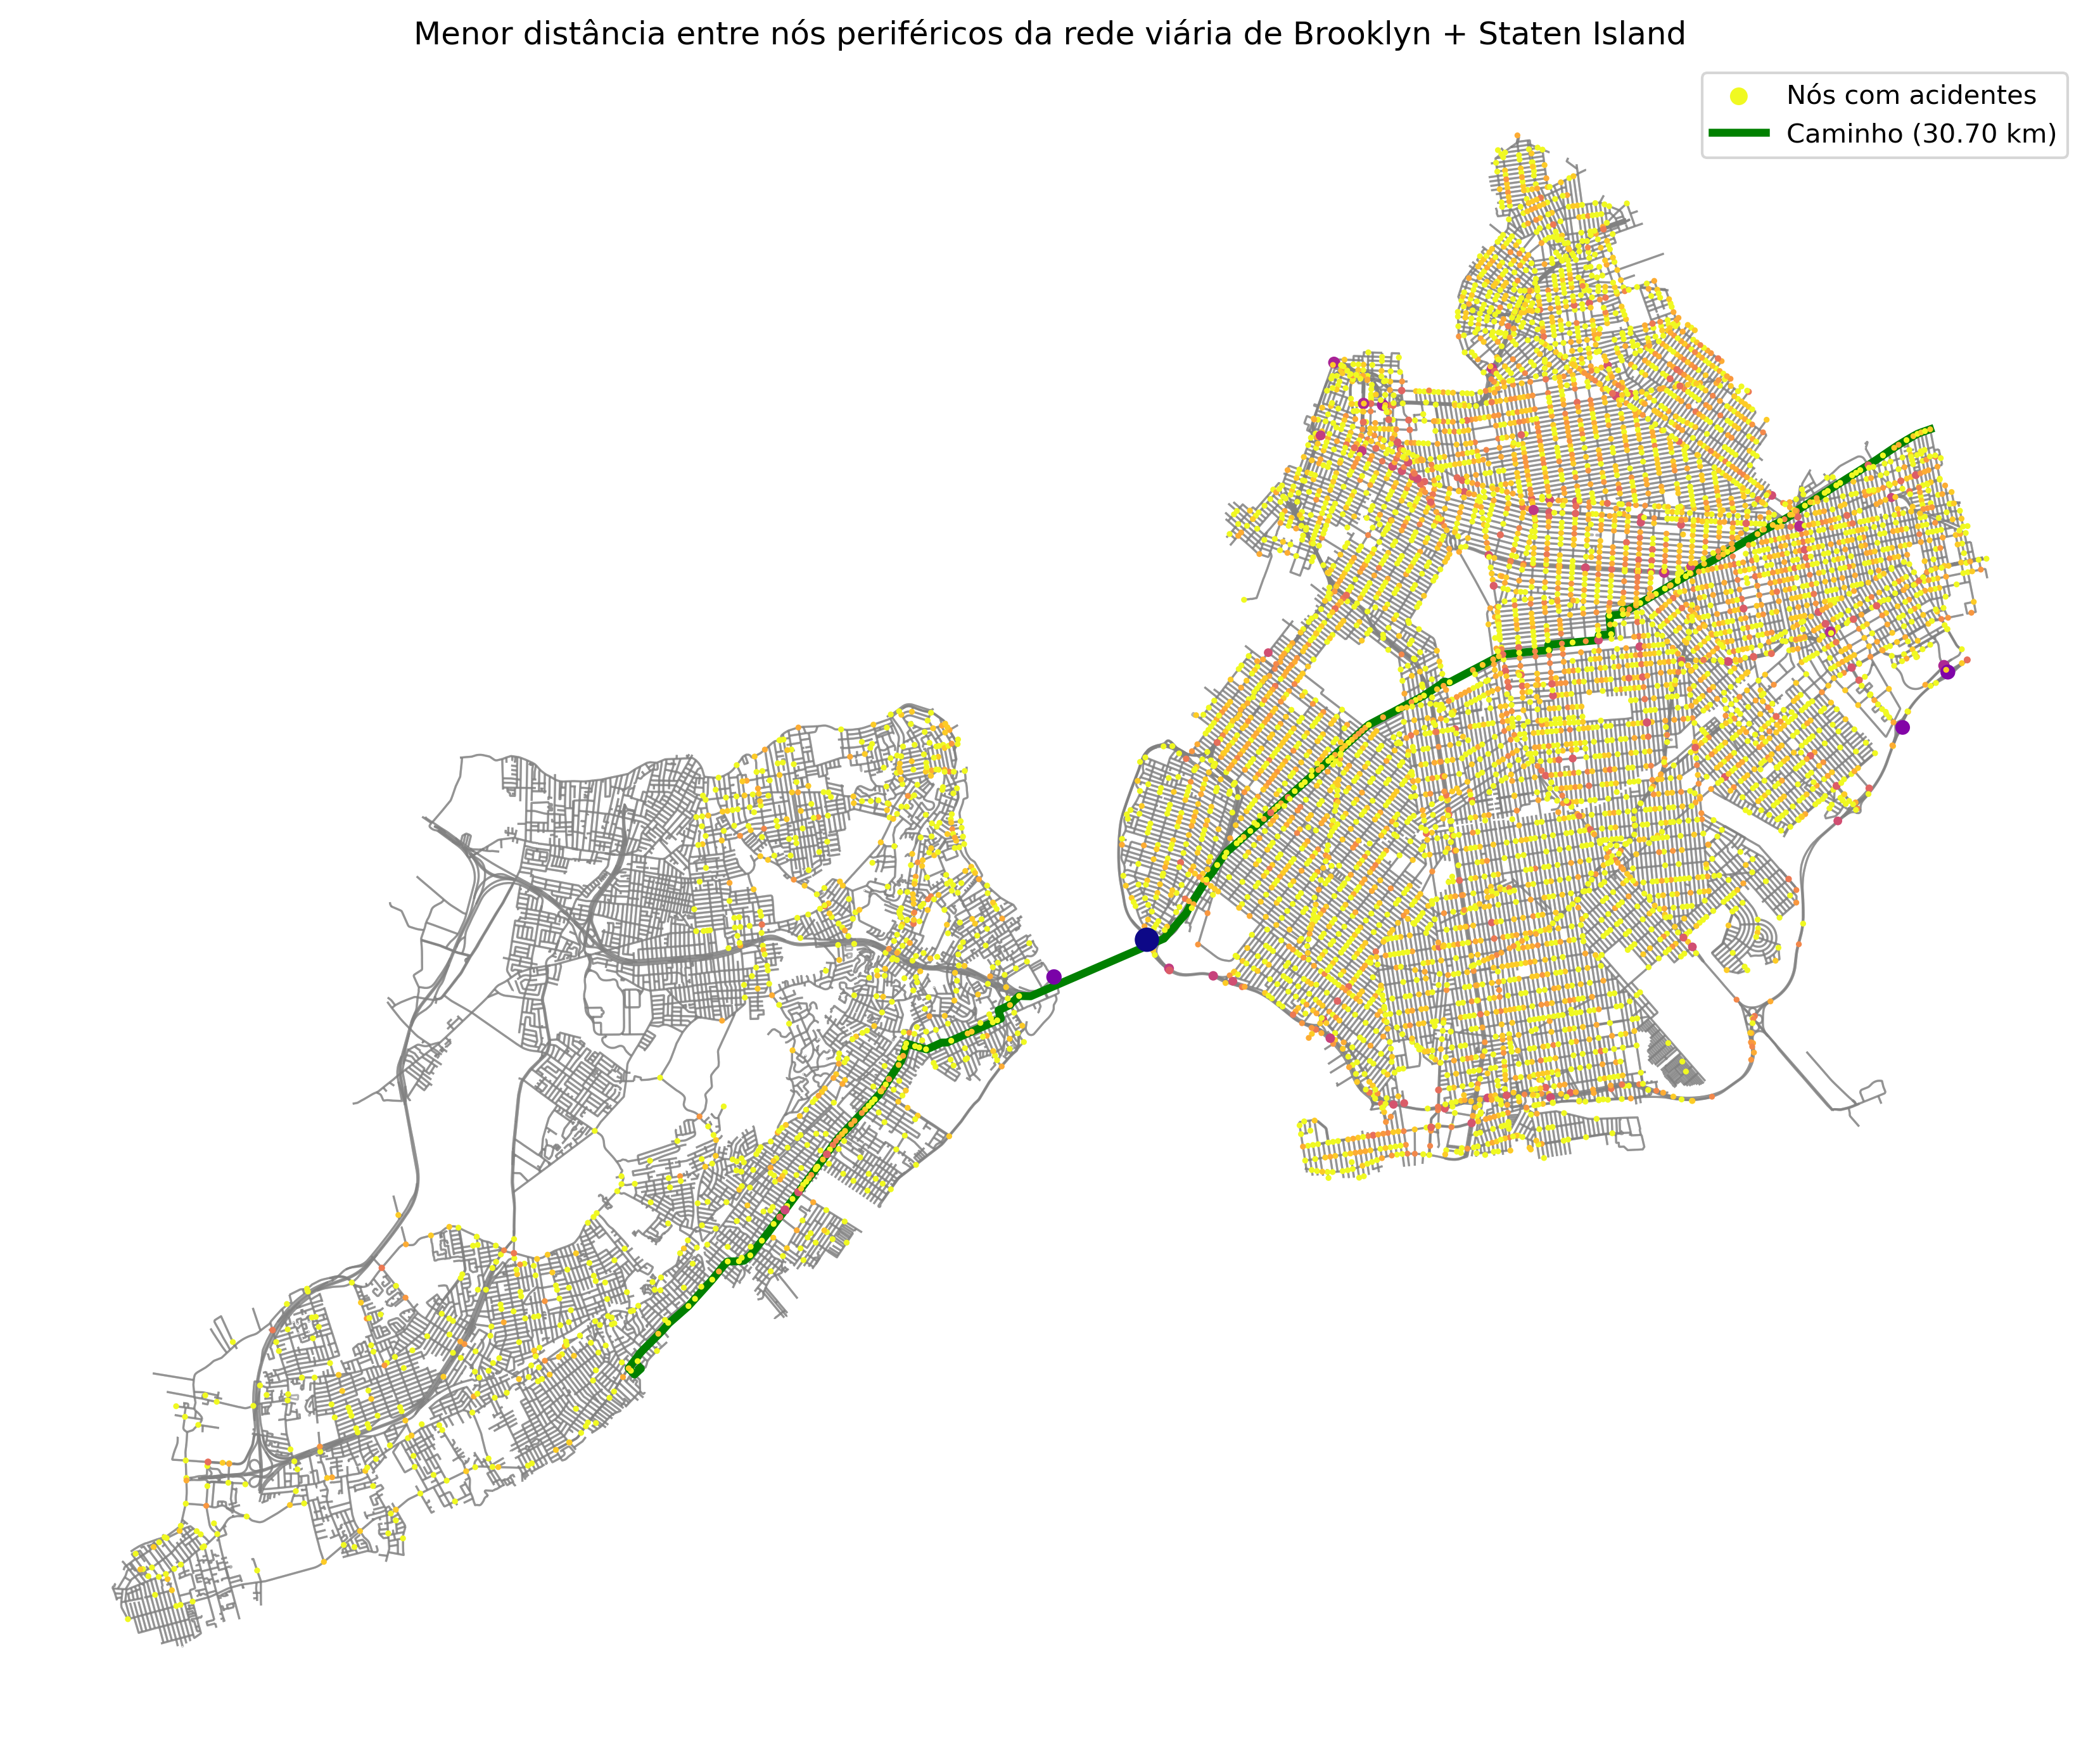 Menor distância entre nós periféricos da rede viária de Brooklyn + Staten Island
Nós com acidentes
Caminho (30.70 km)